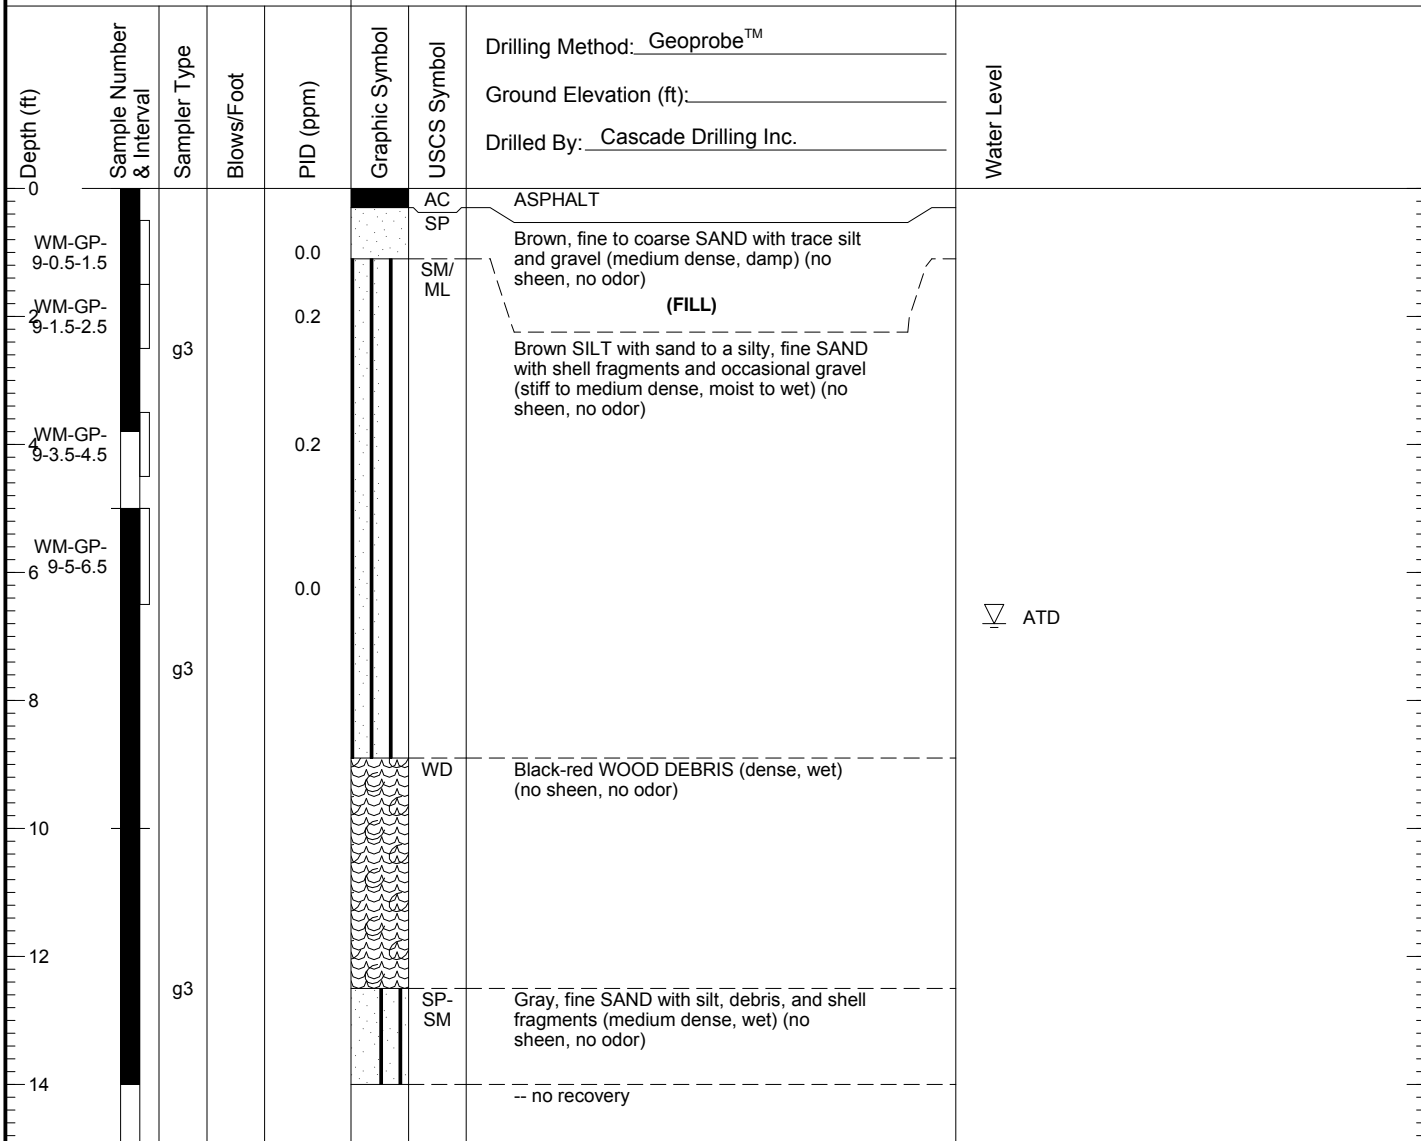 Depth (ft)
Sample Number
& Interval
Sampler Type
Blows/Foot
PID (ppm)
Graphic Symbol
USCS Symbol
Drilling Method: Geoprobe™
Ground Elevation (ft):
Drilled By: Cascade Drilling Inc.
Water Level
0
AC
ASPHALT
SP
WM-GP-
9-0.5-1.5
0.0
Brown, fine to coarse SAND with trace silt
and gravel (medium dense, damp) (no
sheen, no odor)
SM/
ML
(FILL)
2
WM-GP-
9-1.5-2.5
0.2
g3
Brown SILT with sand to a silty, fine SAND
with shell fragments and occasional gravel
(stiff to medium dense, moist to wet) (no
sheen, no odor)
4
WM-GP-
9-3.5-4.5
0.2
WM-GP-
9-5-6.5
6
0.0
ATD
g3
8
WD
Black-red WOOD DEBRIS (dense, wet)
(no sheen, no odor)
10
12
g3
SP-
SM
Gray, fine SAND with silt, debris, and shell
fragments (medium dense, wet) (no
sheen, no odor)
14
-- no recovery